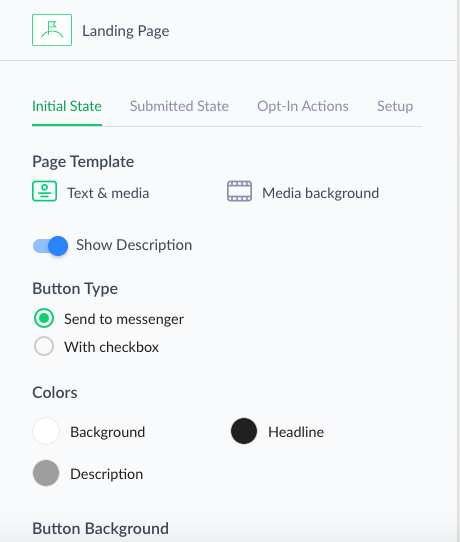 Landing Page
Initial State Submitted State Opt-In Actions Setup
Page Template
Text & media Media background
Show Description
Button Type
Send to messenger
With checkbox
Colors
Background Headline
Description
Button Background